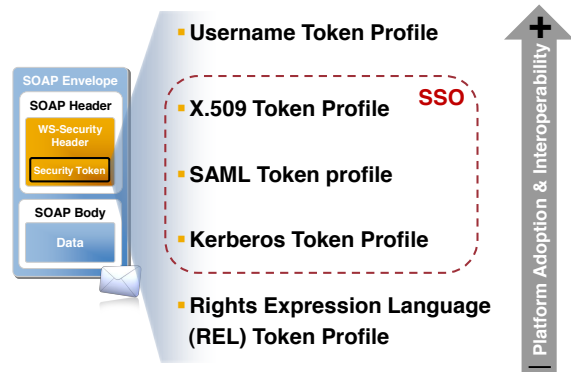 SOAP Envelope
SOAP Header
WS-Security
Header
Security Token
SOAP Body
Data
▪ Username Token Profile
SSO
▪ X.509 Token Profile
▪ SAML Token profile
▪ Kerberos Token Profile
▪ Rights Expression Language
(REL) Token Profile
+
Platform Adoption & Interoperability
–